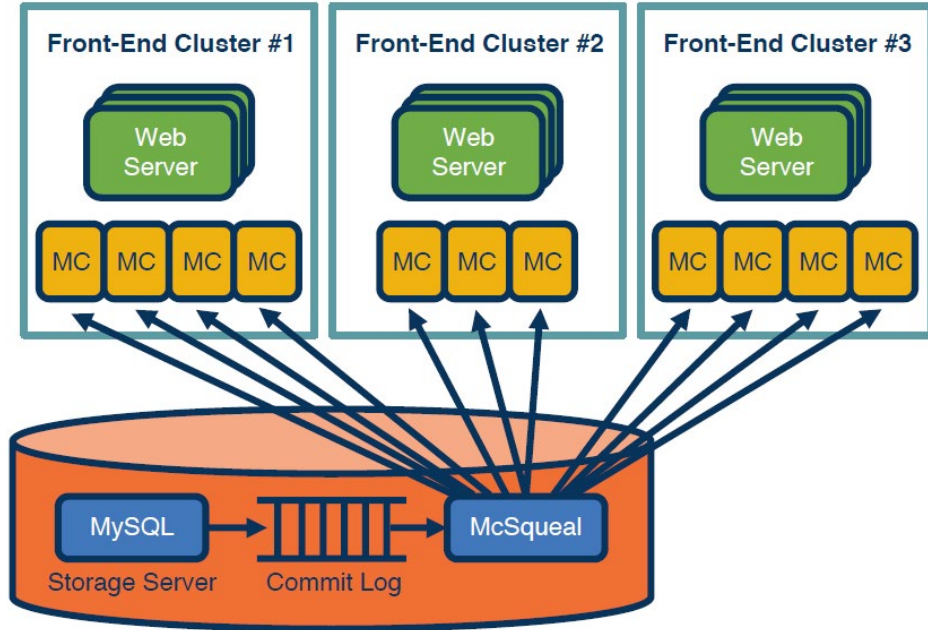 Front-End Cluster #1
Web
Server
MC MC MC MC
Front-End Cluster #2
Web
Server
MC MC MC
Front-End Cluster #3
Web
Server
MC MC MC MC
MySQL
Storage Server
Commit Log
McSqueal